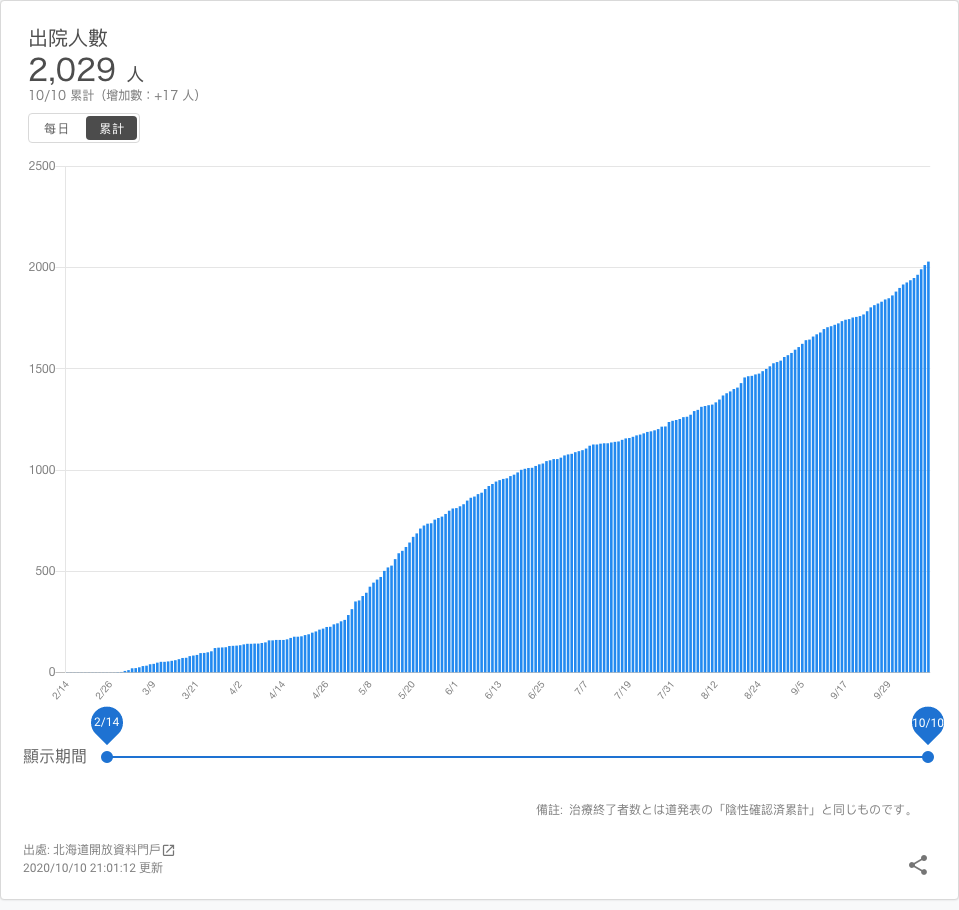 出院人數
2,029 人
10/10 累計（增加數：+17 人）
每日 累計
2500
2000
1500
1000
500
0
2/14 2/26 3/9 3/21 4/2 4/14 4/26 5/8 5/20 6/1 6/13 6/25 7/7 7/19 7/31 8/12 8/24 9/5 9/17 9/29
2/14 10/10
顯示期間
備註: 治療終了者数とは道発表の「陰性確認済累計」と同じものです。
出處: 北海道開放資料門戶
2020/10/10 21:01:12 更新